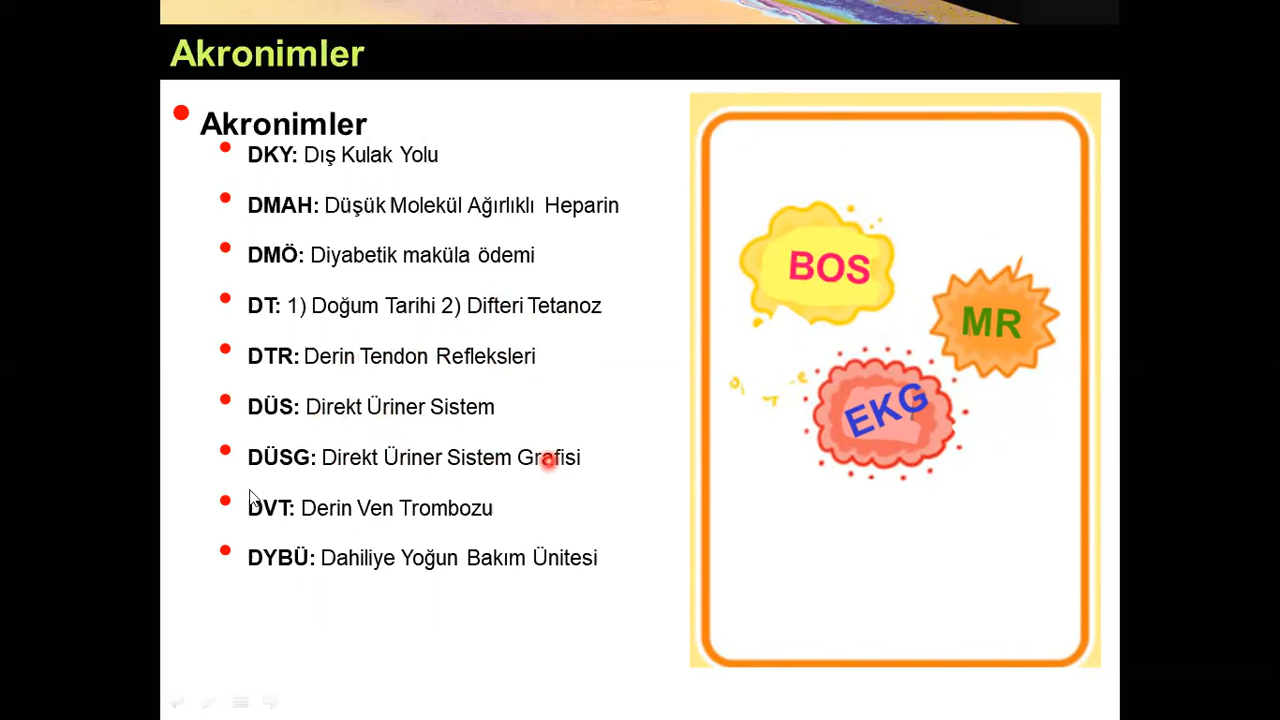 Akronimler
Akronimler
DKY: Dış Kulak Yolu
DMAH: Düşük Molekül Ağırlıklı Heparin
DMÖ: Diyabetik maküla ödemi
DT: 1) Doğum Tarihi 2) Difteri Tetanoz
DTR: Derin Tendon Refleksleri
DÜS: Direkt Üriner Sistem
DÜSG: Direkt Üriner Sistem Grafisi
DVT: Derin Ven Trombozu
DYBÜ: Dahiliye Yoğun Bakım Ünitesi
BOS
MR
EKG